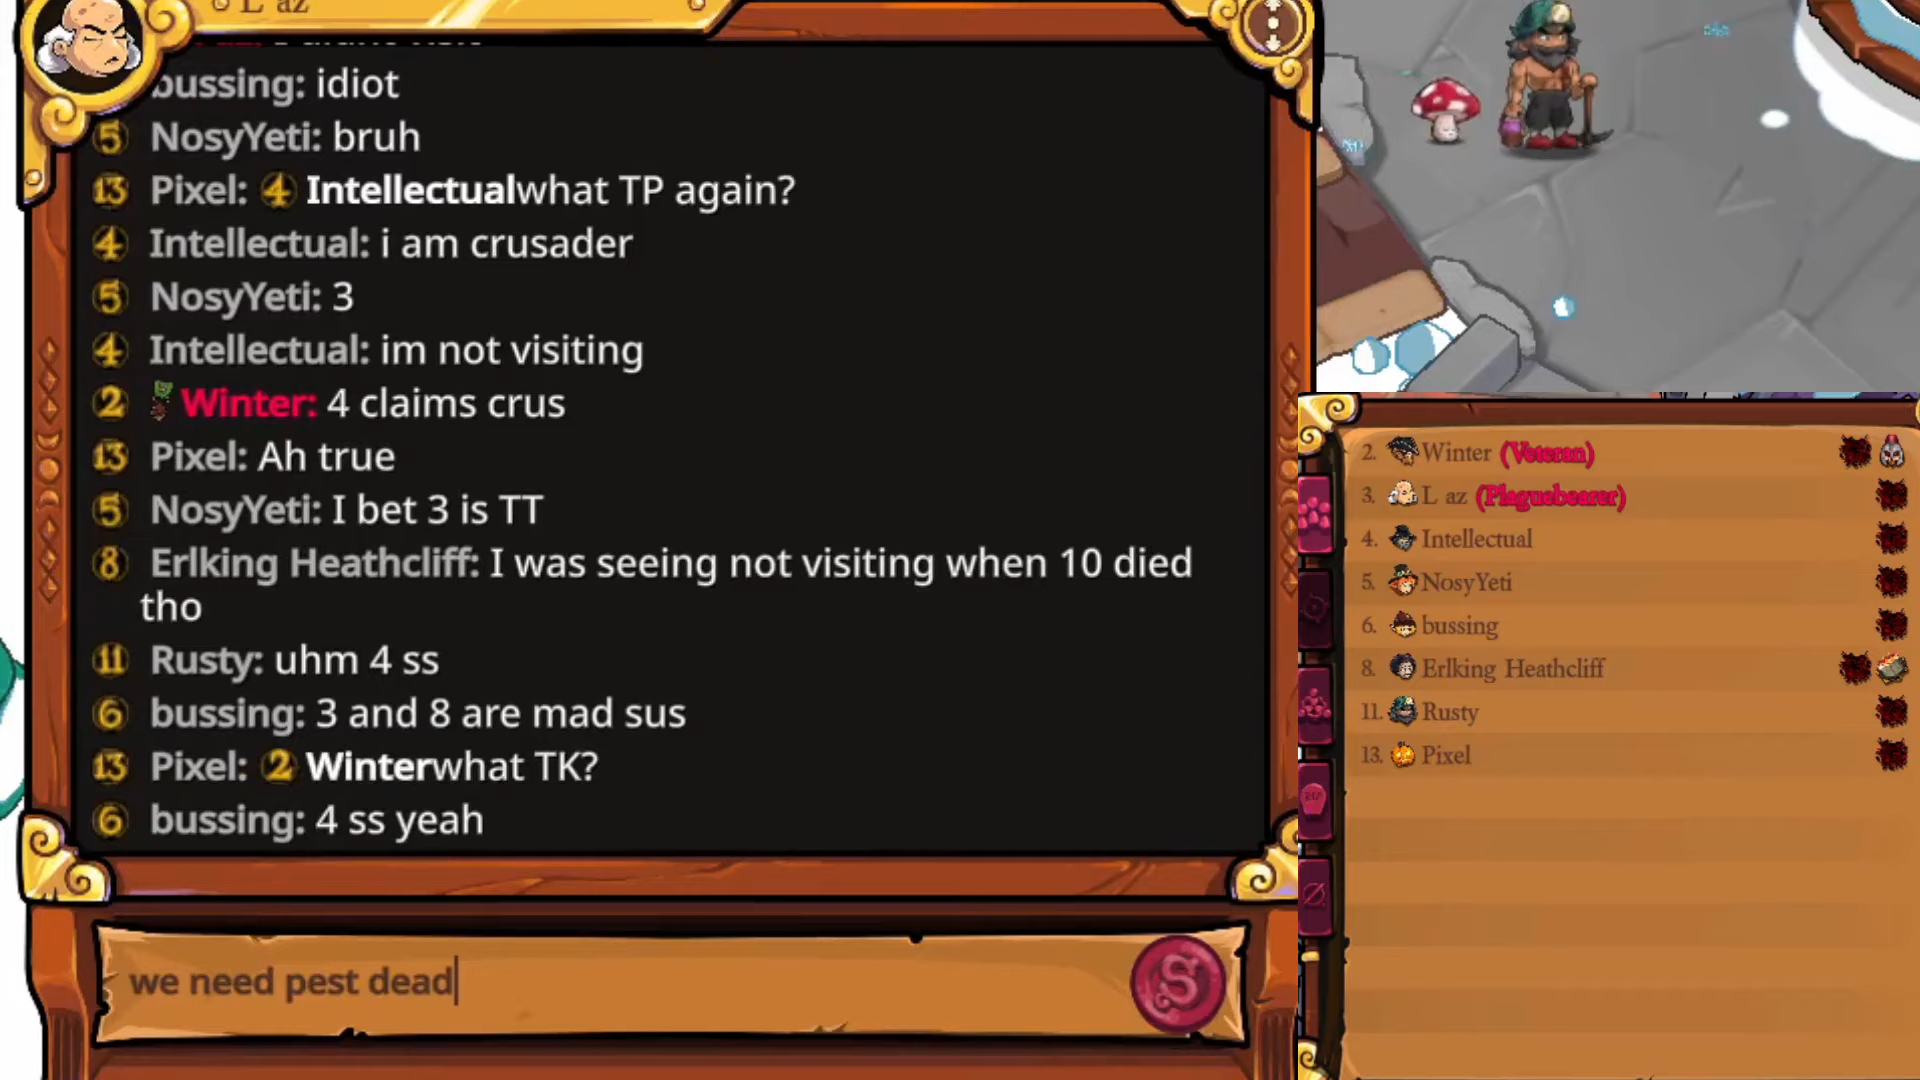 L az
bussing: idiot
5 NosyYeti: bruh
13 Pixel: 4 Intellectualwhat TP again?
4 Intellectual: i am crusader
5 NosyYeti: 3
4 Intellectual: im not visiting
2 Winter: 4 claims crus
13 Pixel: Ah true
5 NosyYeti: I bet 3 is TT
8 Erlking Heathcliff: I was seeing not visiting when 10 died
tho
11 Rusty: uhm 4 ss
6 bussing: 3 and 8 are mad sus
13 Pixel: 2 Winterwhat TK?
6 bussing: 4 ss yeah
we need pest dead
S
2. Winter (Veteran)
3. L az (Plaguebearer)
4. Intellectual
5. NosyYeti
6. bussing
8. Erlking Heathcliff
11. Rusty
13. Pixel